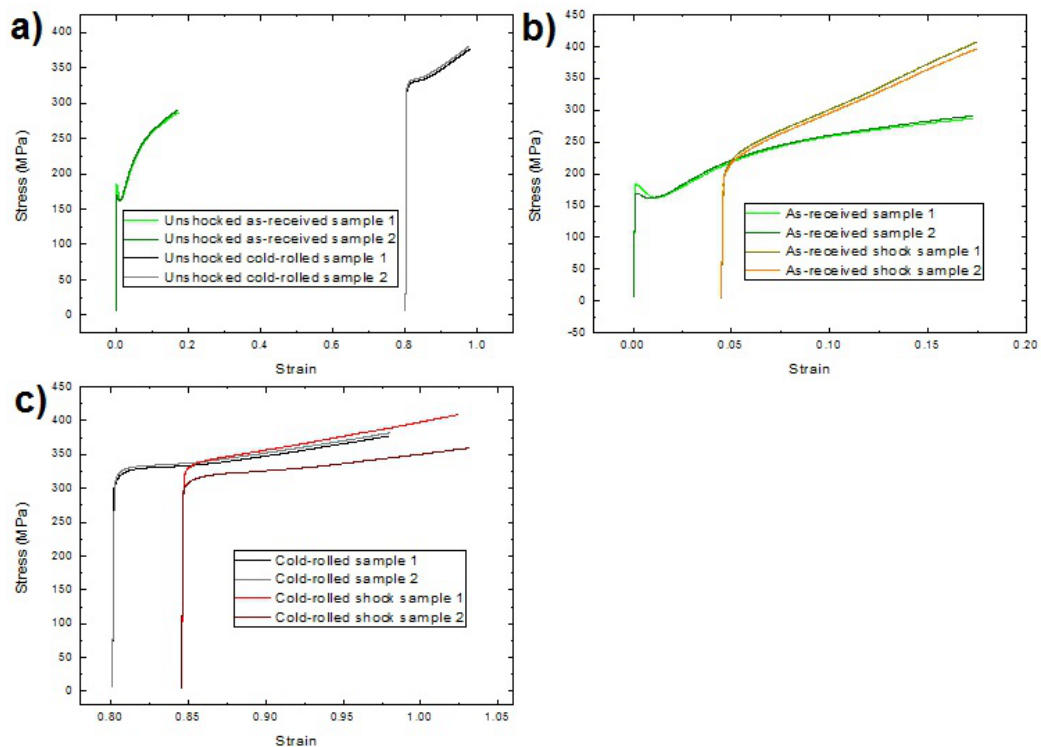 a)
400
350
300
250
200
150
100
50
0
Stress (MPa)
Unshocked as-received sample 1
Unshocked as-received sample 2
Unshocked cold-rolled sample 1
Unshocked cold-rolled sample 2
0.0 0.2 0.4 0.6 0.8 1.0
Strain
b)
450
400
350
300
250
200
150
100
50
0
-50
Stress (MPa)
As-received sample 1
As-received sample 2
As-received shock sample 1
As-received shock sample 2
0.00 0.05 0.10 0.15 0.20
Strain
c)
450
400
350
300
250
200
150
100
50
0
Stress (MPa)
Cold-rolled sample 1
Cold-rolled sample 2
Cold-rolled shock sample 1
Cold-rolled shock sample 2
0.80 0.85 0.90 0.95 1.00 1.05
Strain